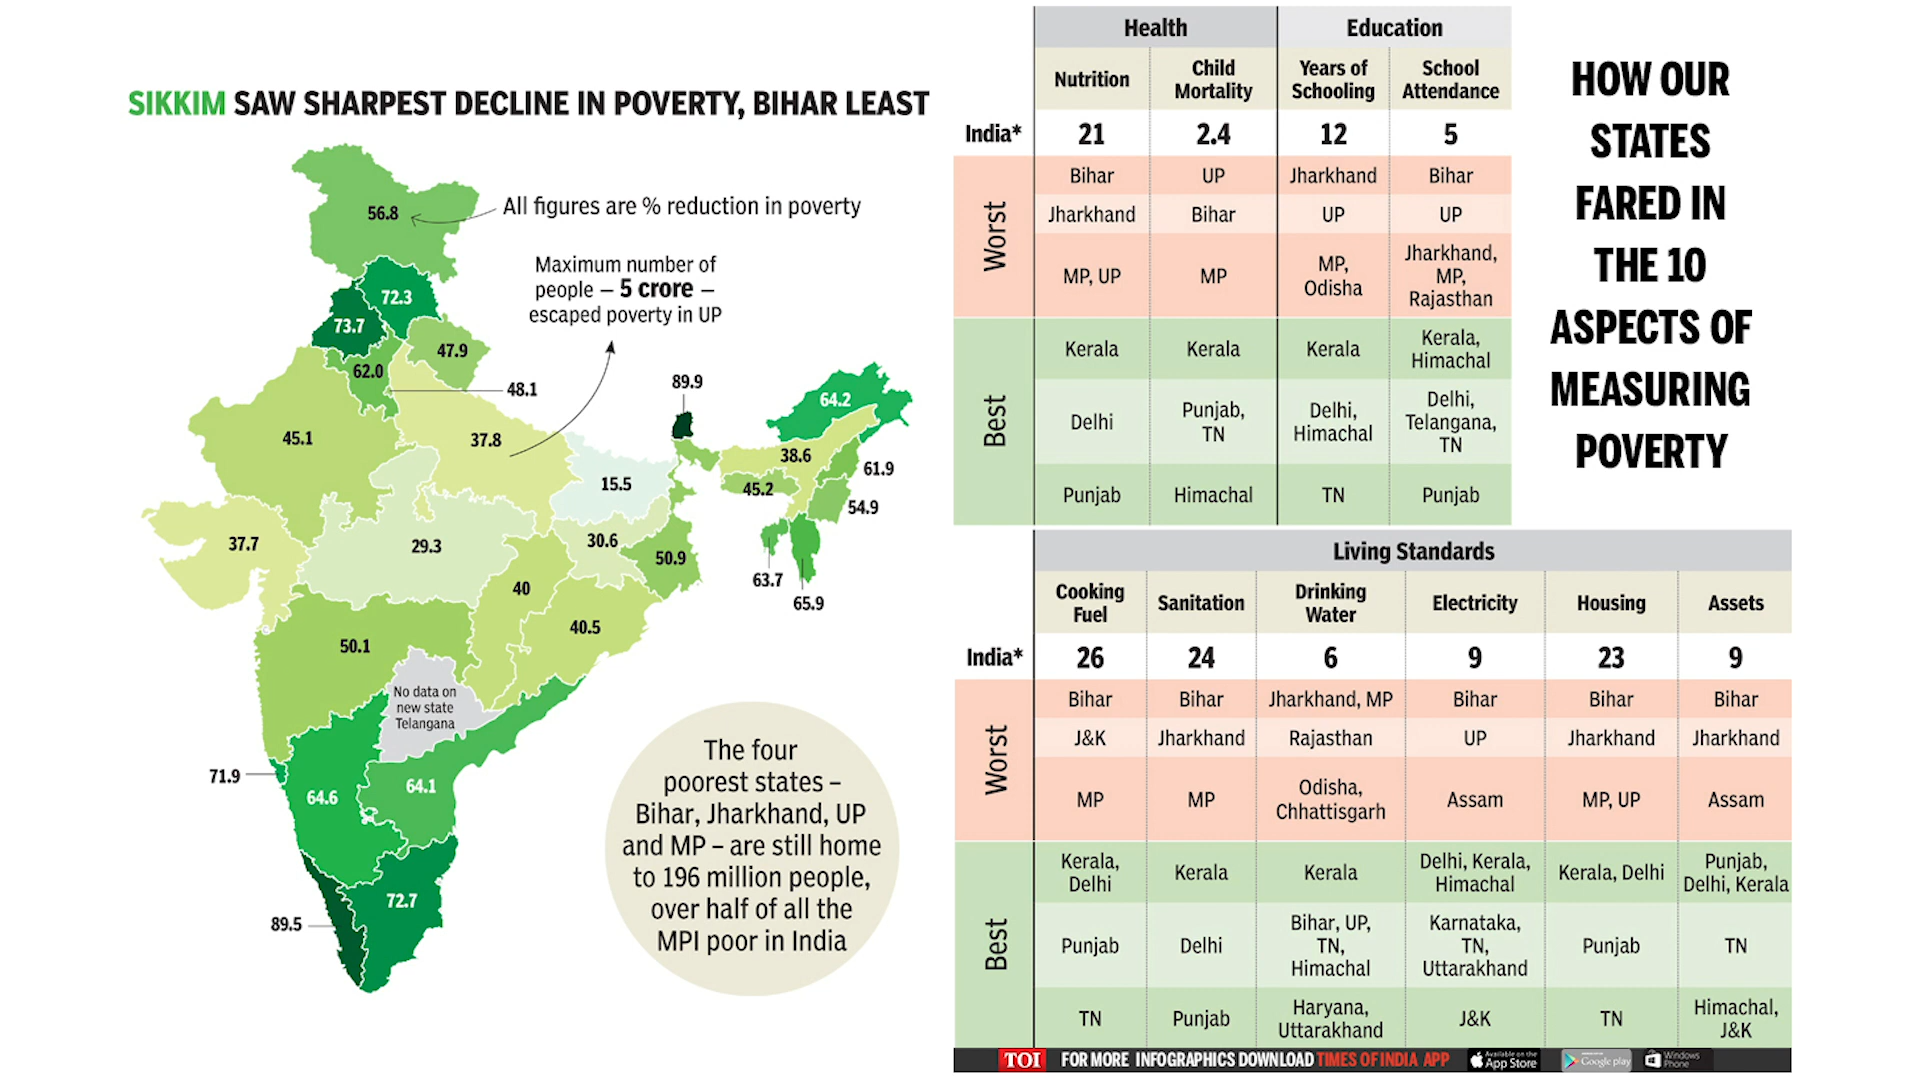 SIKKIM SAW SHARPEST DECLINE IN POVERTY, BIHAR LEAST
56.8
All figures are % reduction in poverty
Maximum number of
people – 5 crore –
escaped poverty in UP
72.3
73.7
47.9
62.0
48.1
89.9
64.2
45.1
37.8
38.6
61.9
15.5
45.2
54.9
37.7
29.3
30.6
50.9
63.7
65.9
40
40.5
50.1
No data on
new state
Telangana
71.9
64.6
64.1
72.7
89.5
The four
poorest states –
Bihar, Jharkhand, UP
and MP – are still home
to 196 million people,
over half of all the
MPI poor in India
Health Education
Nutrition Child Mortality Years of Schooling School Attendance
India* 21 2.4 12 5
Worst
Bihar UP Jharkhand Bihar
Jharkhand Bihar UP UP
MP, UP MP MP, Odisha Jharkhand, MP, Rajasthan
Best
Kerala Kerala Kerala Kerala, Himachal
Delhi Punjab, TN Delhi, Himachal Delhi, Telangana, TN
Punjab Himachal TN Punjab
HOW OUR
STATES
FARED IN
THE 10
ASPECTS OF
MEASURING
POVERTY
Living Standards
Cooking Fuel Sanitation Drinking Water Electricity Housing Assets
India* 26 24 6 9 23 9
Worst
Bihar Bihar Jharkhand, MP Bihar Bihar Bihar
J&K Jharkhand Rajasthan UP Jharkhand Jharkhand
MP MP Odisha, Chhattisgarh Assam MP, UP Assam
Best
Kerala, Delhi Kerala Kerala Delhi, Kerala, Himachal Kerala, Delhi Punjab, Delhi, Kerala
Punjab Delhi Bihar, UP, TN, Himachal Karnataka, TN, Uttarakhand Punjab TN
TN Punjab Haryana, Uttarakhand J&K TN Himachal, J&K
TOI FOR MORE INFOGRAPHICS DOWNLOAD TIMES OF INDIA APP Available on the App Store Google play Windows Phone